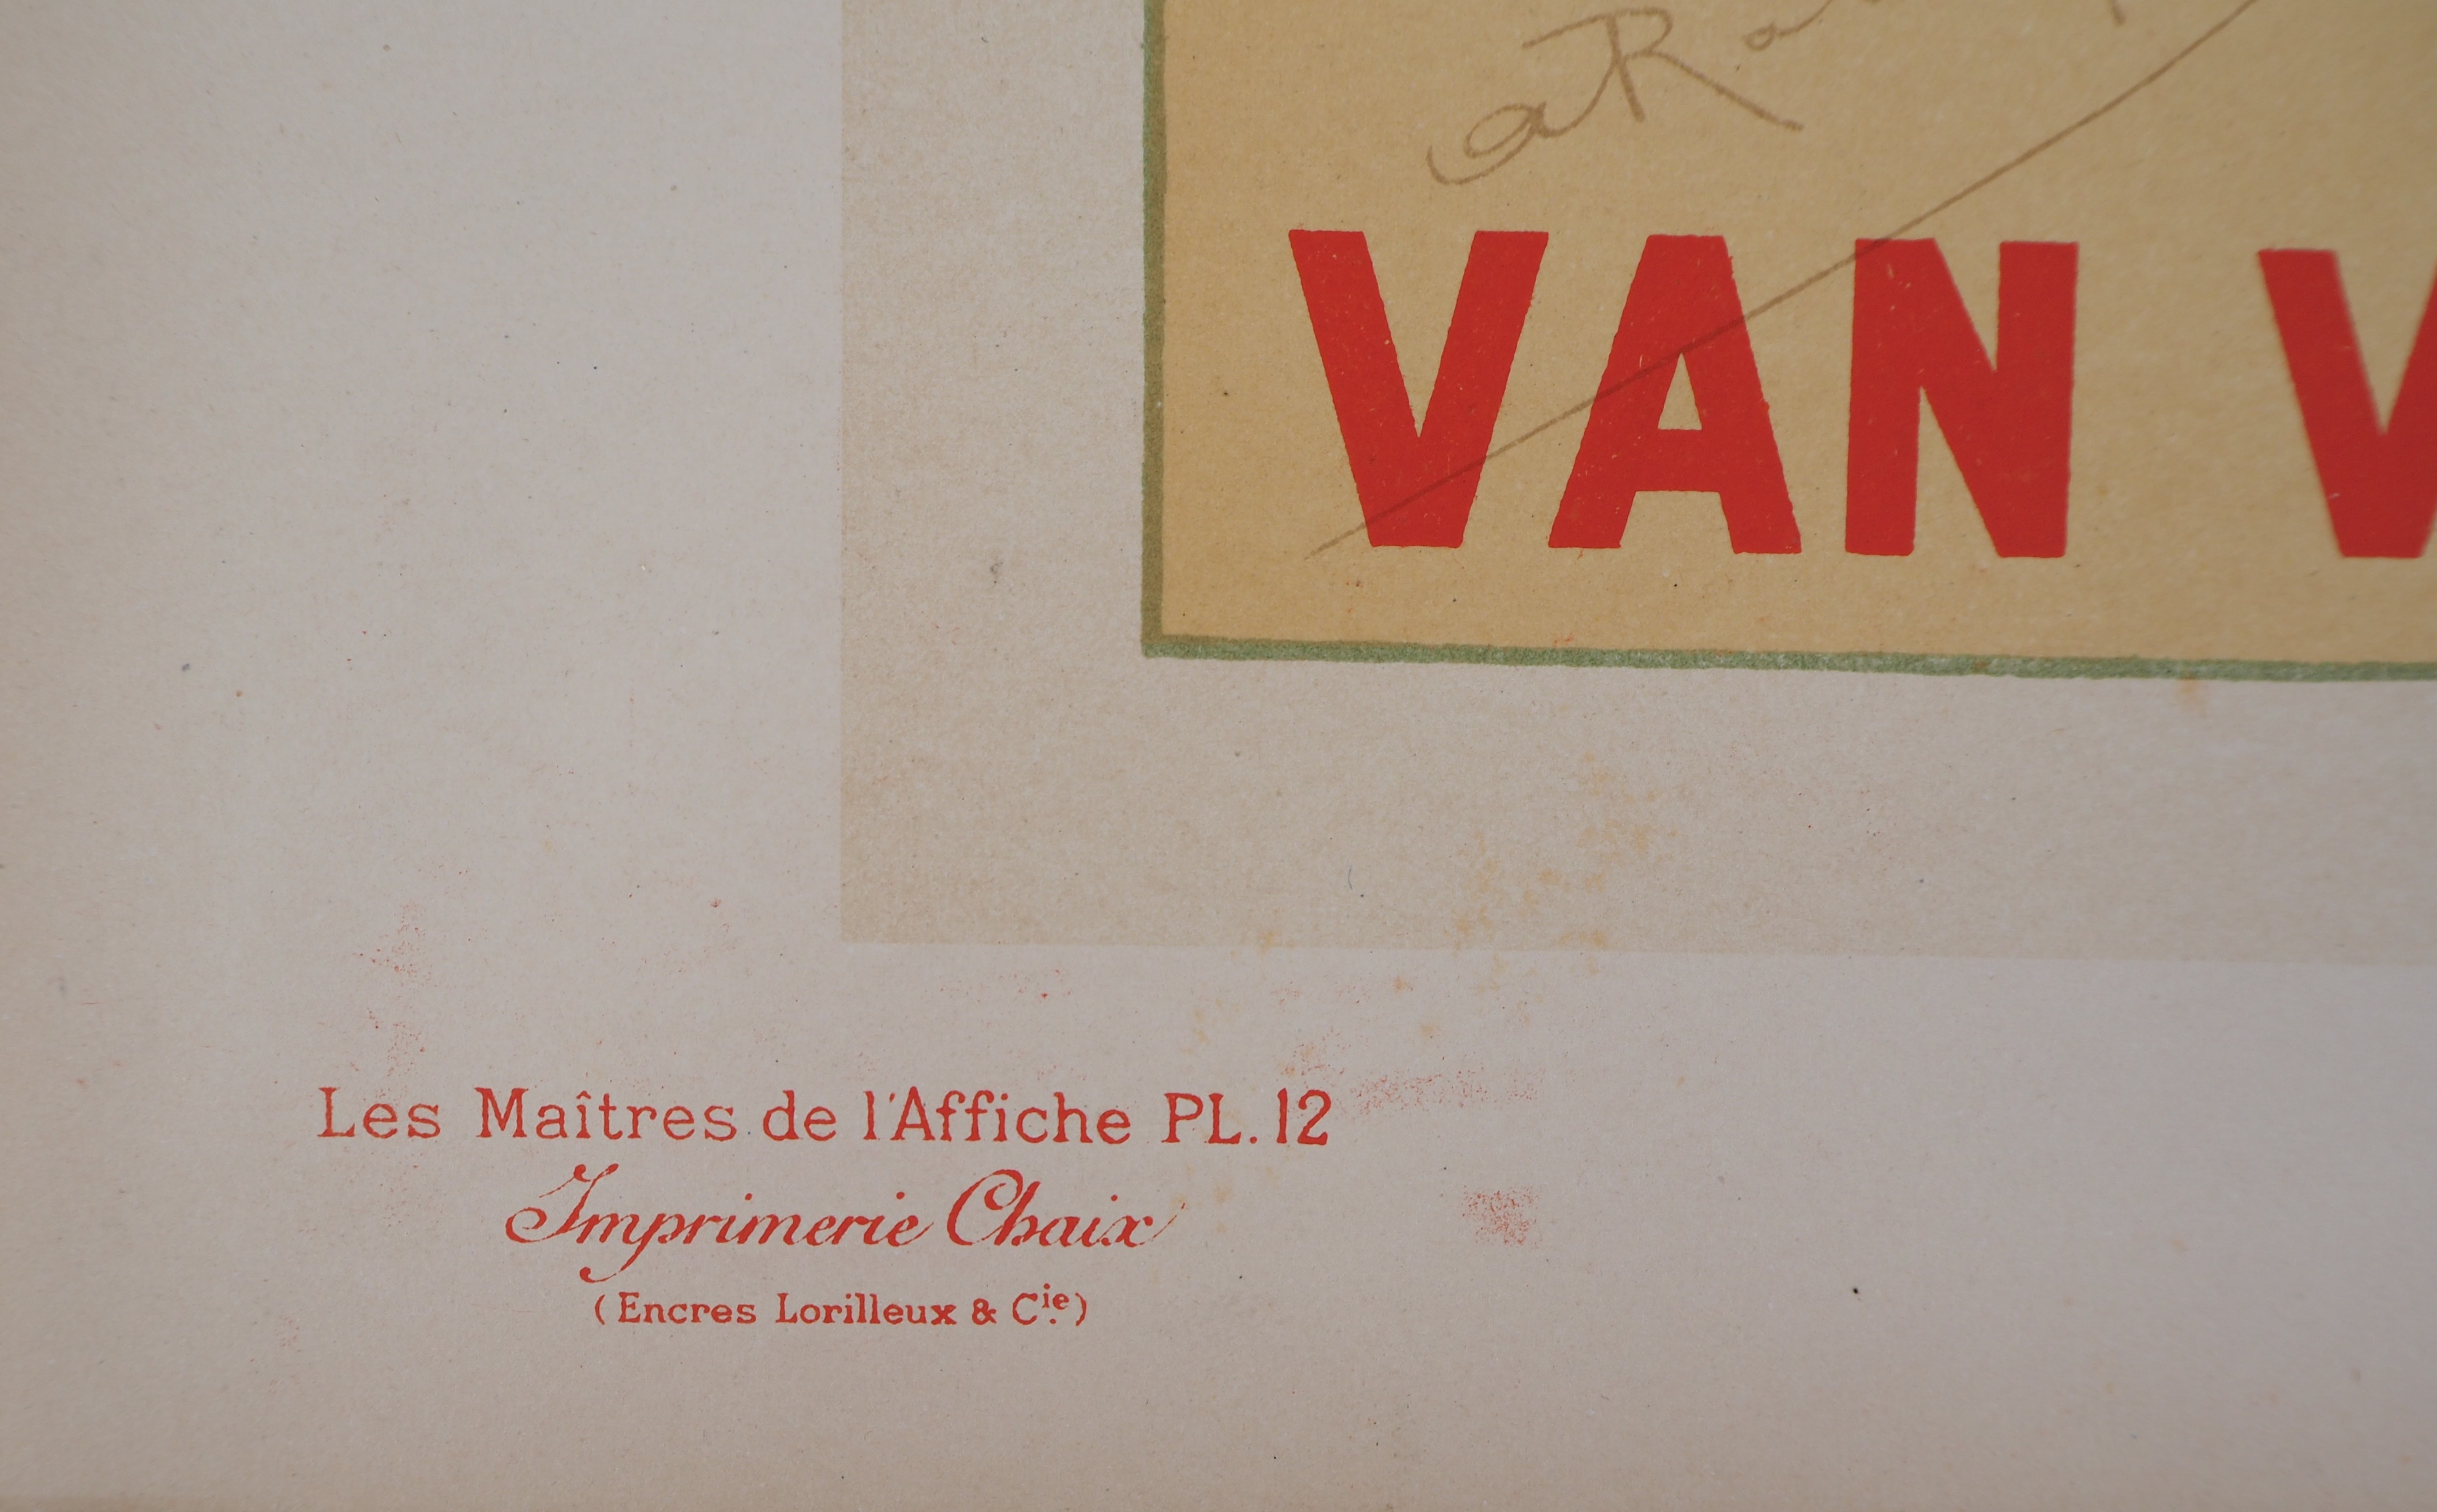 VAN
Les Maîtres de l'Affiche PL. 12
Imprimerie Chaix
(Encres Lorilleux & Cie.)